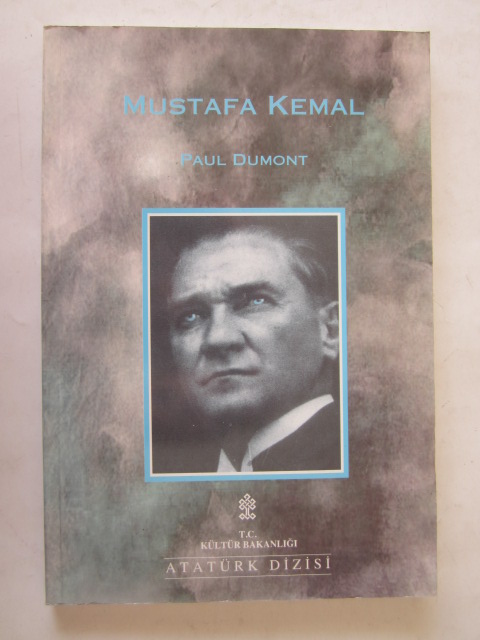 MUSTAFA KEMAL
PAUL DUMONT
T.C.
KÜLTÜR BAKANLIĞI
ATATÜRK DİZİSİ